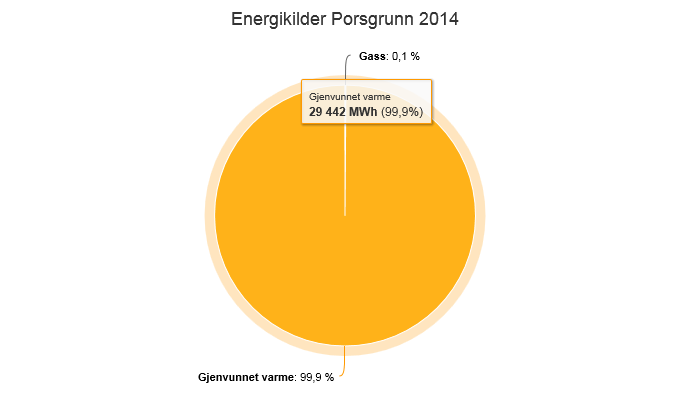 Energikilder Porsgrunn 2014
Gass: 0,1 %
Gjenvunnet varme
29 442 MWh (99,9%)
Gjenvunnet varme: 99,9 %